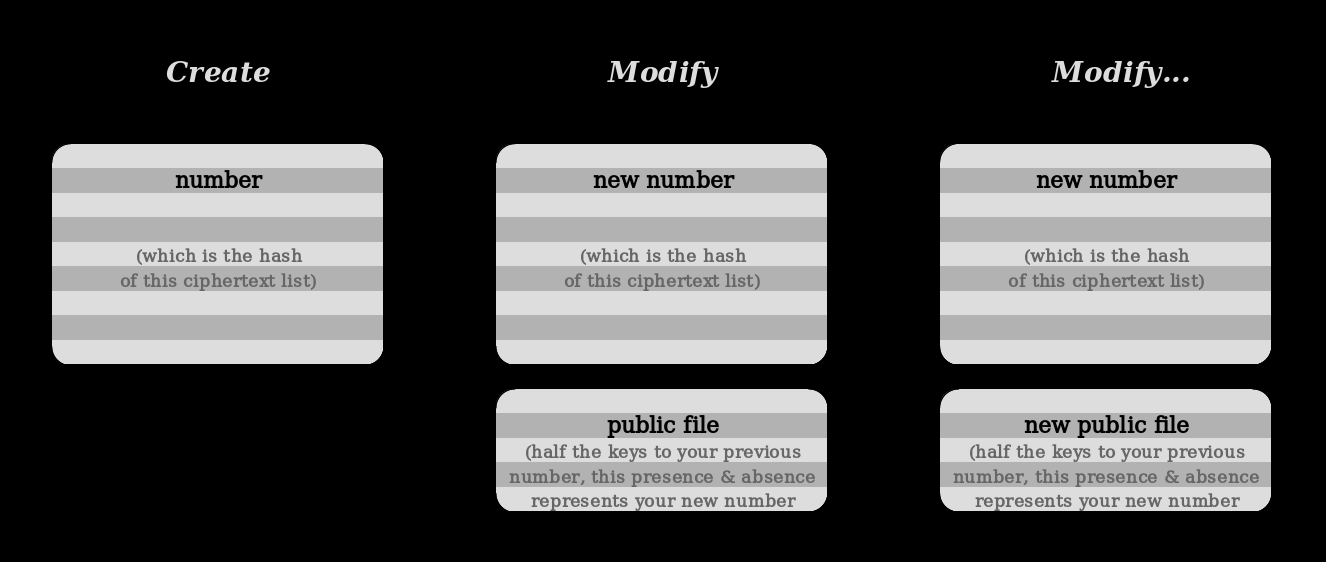 Create
Modify
Modify...
number
(which is the hash
of this ciphertext list)
new number
(which is the hash
of this ciphertext list)
new number
(which is the hash
of this ciphertext list)
public file
(half the keys to your previous
number, this presence & absence
represents your new number
new public file
(half the keys to your previous
number, this presence & absence
represents your new number